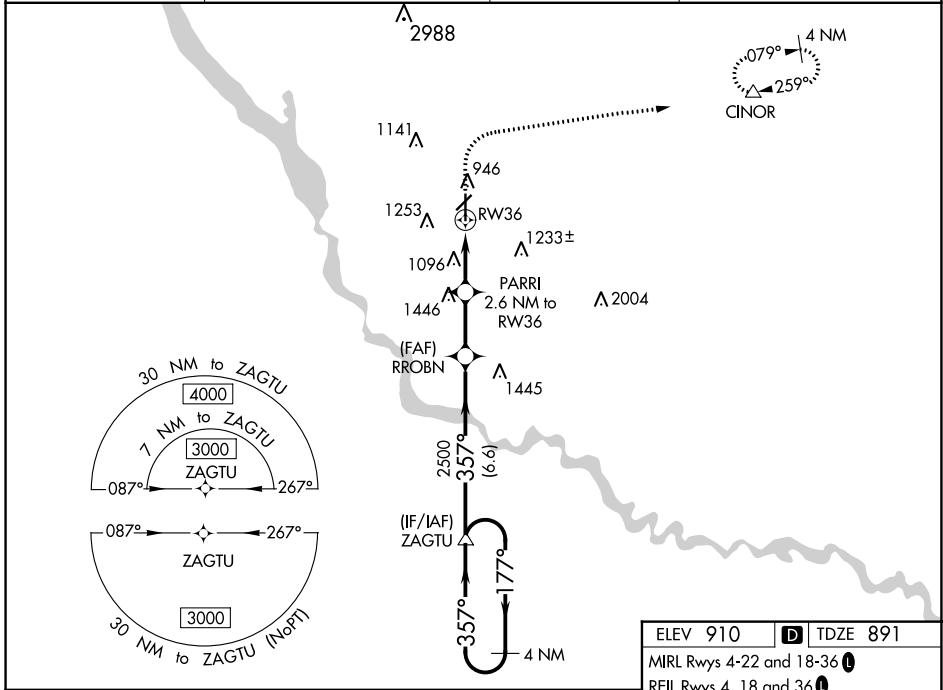 2988
4 NM
079°
259°
CINOR
1141
946
1253
RW36
1233±
1096
PARRI
2.6 NM to
RW36
1446
2004
(FAF)
RROBN
1445
30 NM to ZAGTU
4000
7 NM to ZAGTU
3000
ZAGTU
087°
267°
087°
267°
ZAGTU
3000
30 NM to ZAGTU (NoPT)
2500
357°
(6.6)
(IF/IAF)
ZAGTU
177°
357°
4 NM
ELEV 910 D TDZE 891
MIRL Rwys 4-22 and 18-36 L
REIL Rwys 4, 18 and 36 L